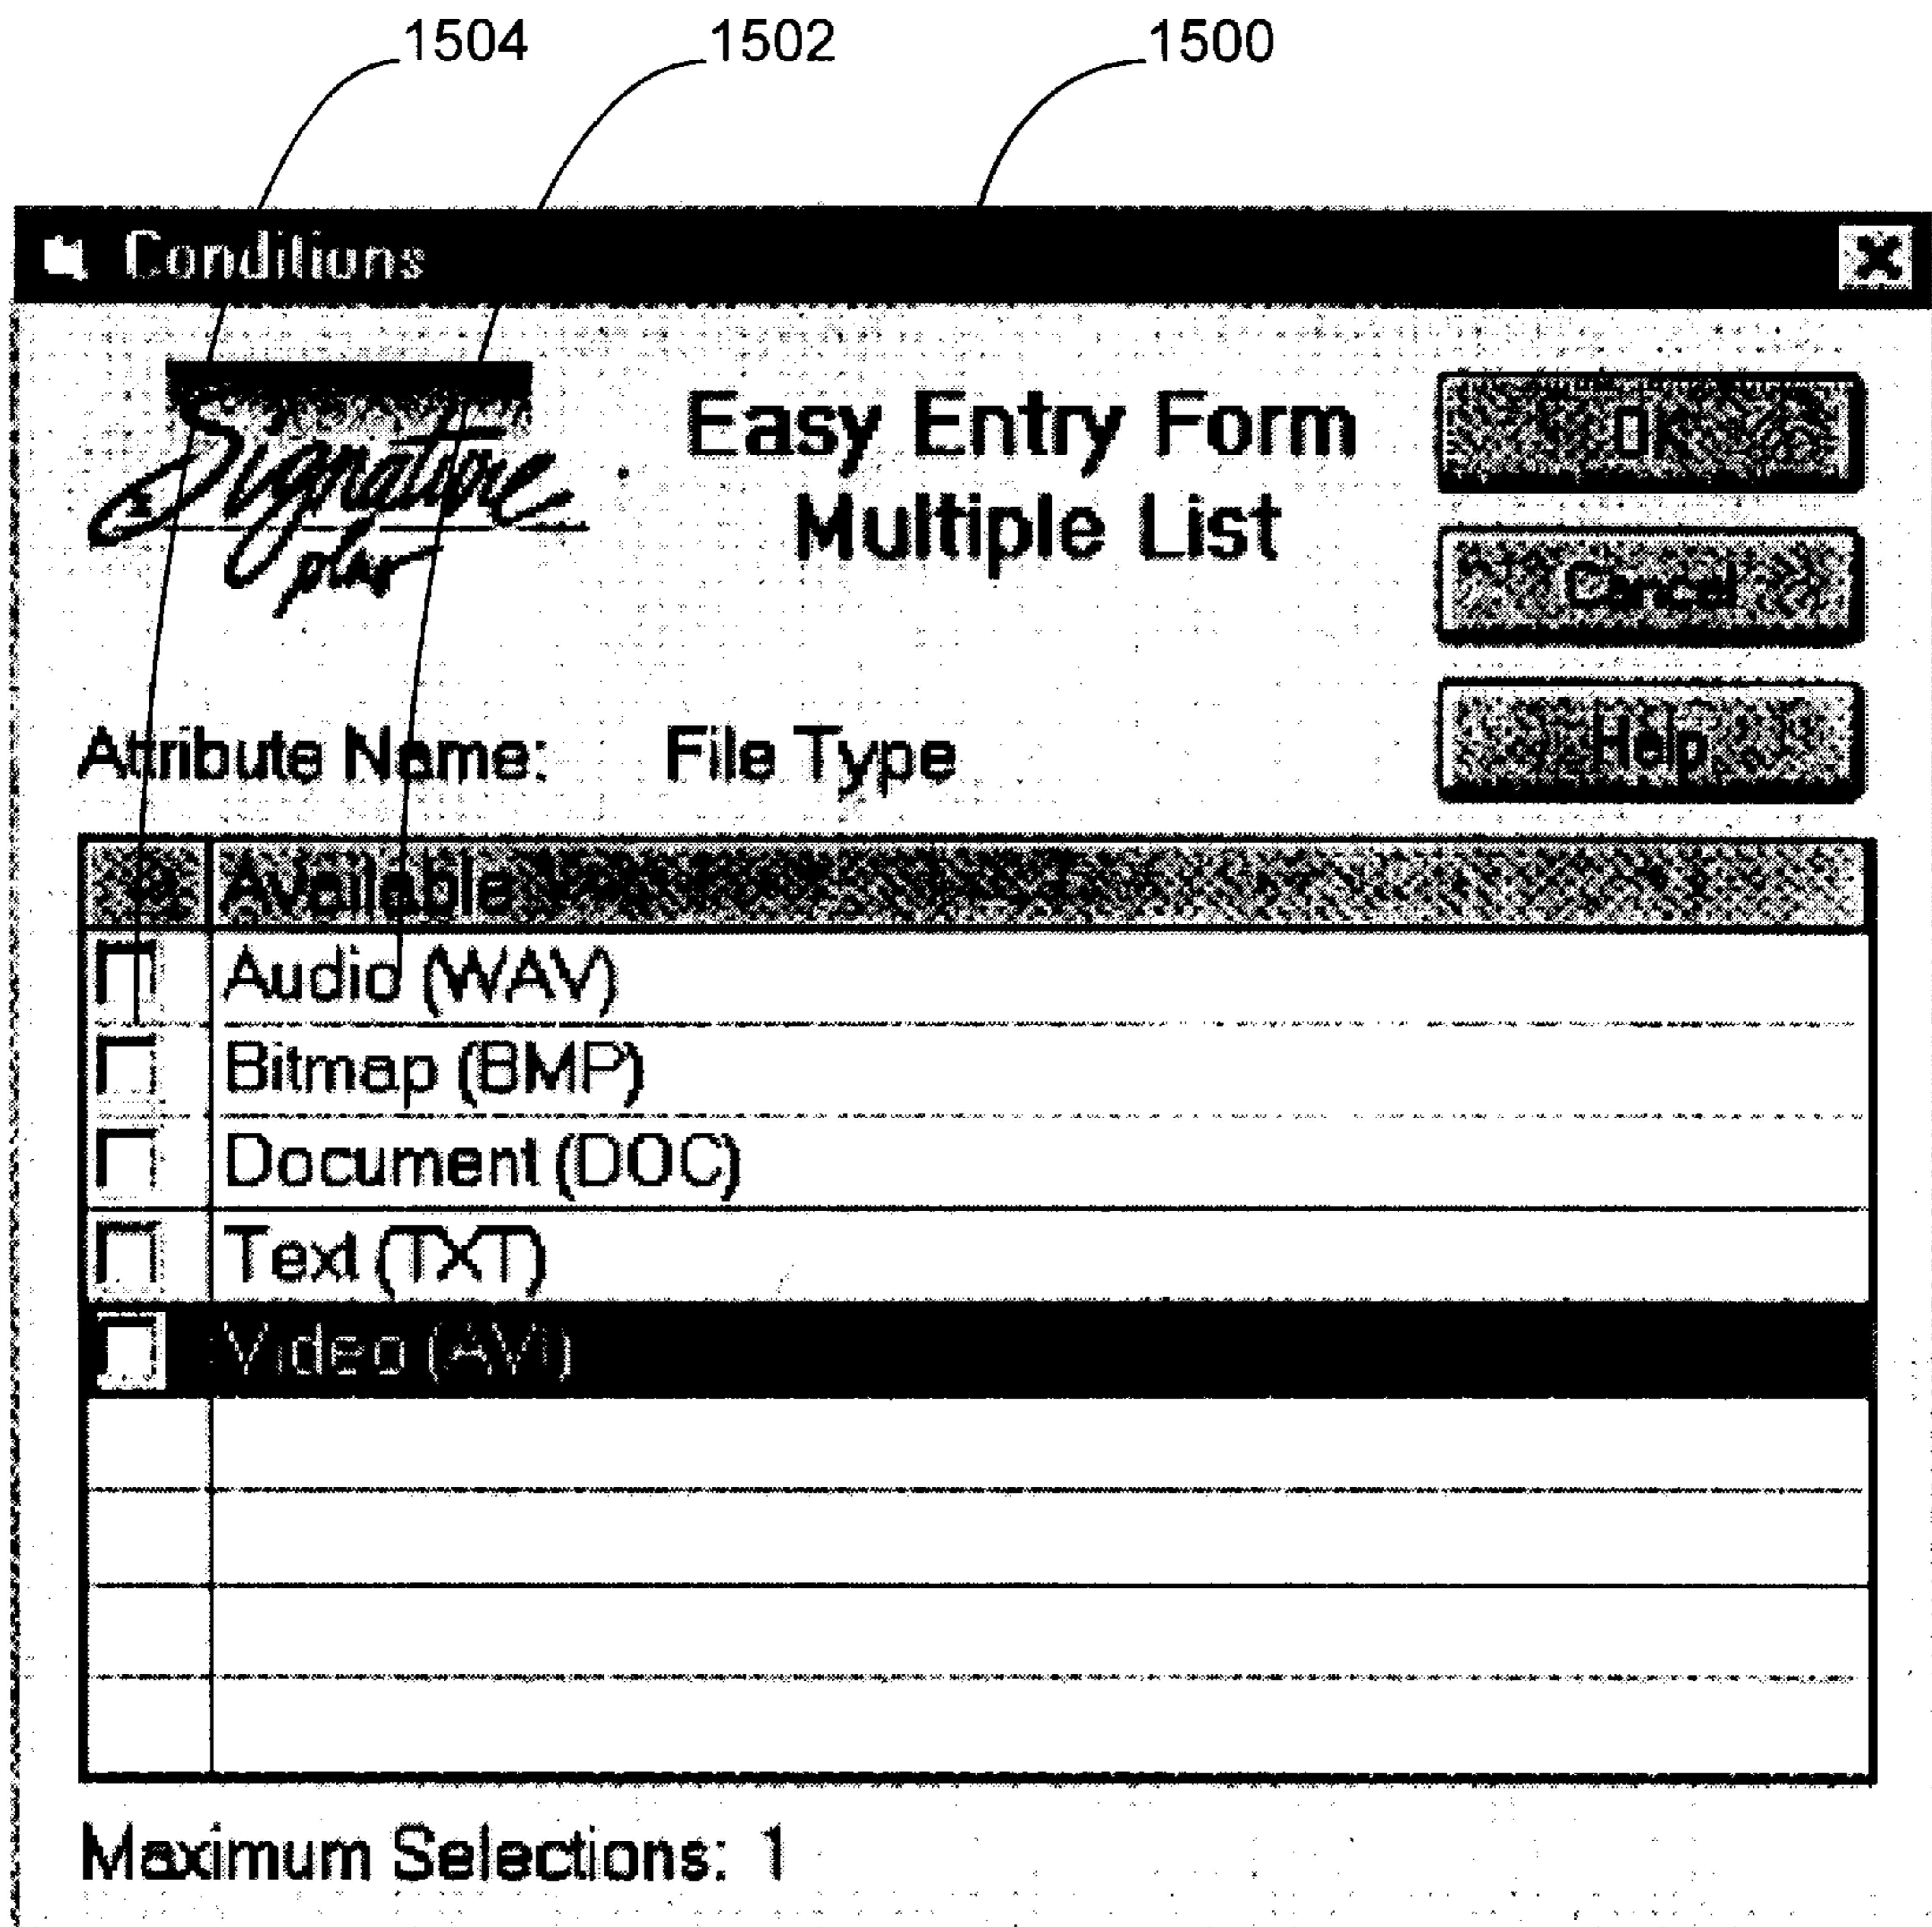 1504 1502 1500
Conditions
Signature
plus
Easy Entry Form
Multiple List
OK
Cancel
Help
Attribute Name: File Type
Available
Audio (WAV)
Bitmap (BMP)
Document (DOC)
Text (TXT)
Video (AVI)
Maximum Selections: 1